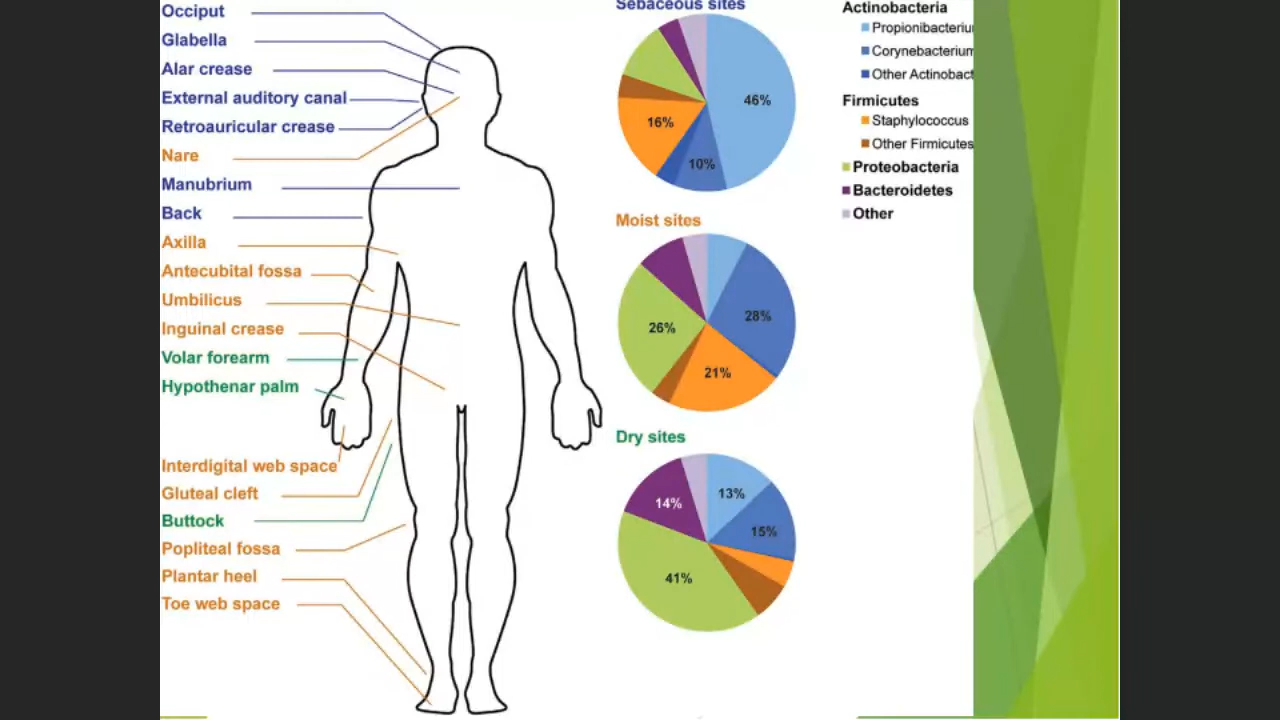 Occiput
Glabella
Alar crease
External auditory canal
Retroauricular crease
Nare
Manubrium
Back
Axilla
Antecubital fossa
Umbilicus
Inguinal crease
Volar forearm
Hypothenar palm
Interdigital web space
Gluteal cleft
Buttock
Popliteal fossa
Plantar heel
Toe web space
Sebaceous sites
46%
16%
10%
Moist sites
28%
26%
21%
Dry sites
13%
14%
15%
41%
Actinobacteria
Propionibacteriu
Corynebacterium
Other Actinobact
Firmicutes
Staphylococcus
Other Firmicutes
Proteobacteria
Bacteroidetes
Other